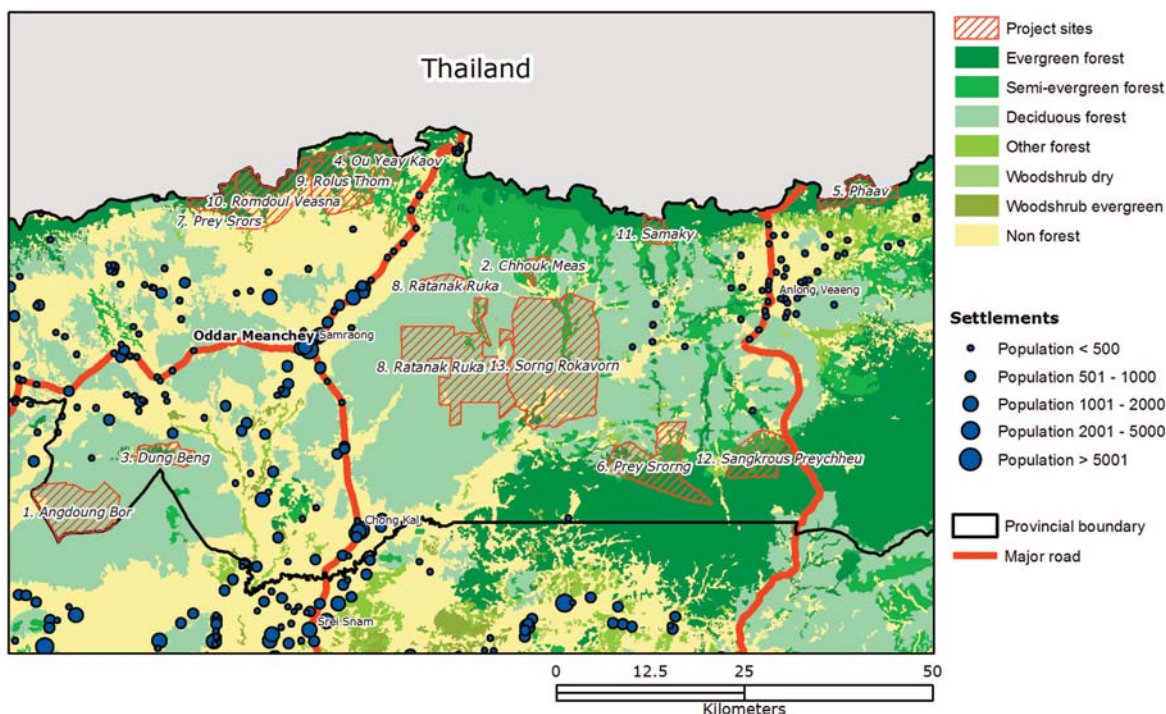 Thailand
4. Ou Yeay Kaov
9. Rolus Thom
10. Romdoul Veasna
7. Prey Srors
5. Phaav
11. Samaky
2. Chhouk Meas
8. Ratanak Ruka
Anlong Veaeng
Oddar Meanchey
Samraong
8. Ratanak Ruka
13. Sorng Rokavorn
3. Dung Beng
6. Prey Srorng
12. Sangkrous Preychheu
1. Angdoung Bor
Chong Kal
Srei Snam
Project sites
Evergreen forest
Semi-evergreen forest
Deciduous forest
Other forest
Woodshrub dry
Woodshrub evergreen
Non forest
Settlements
Population < 500
Population 501 - 1000
Population 1001 - 2000
Population 2001 - 5000
Population > 5001
Provincial boundary
Major road
0 12.5 25 50
Kilometers